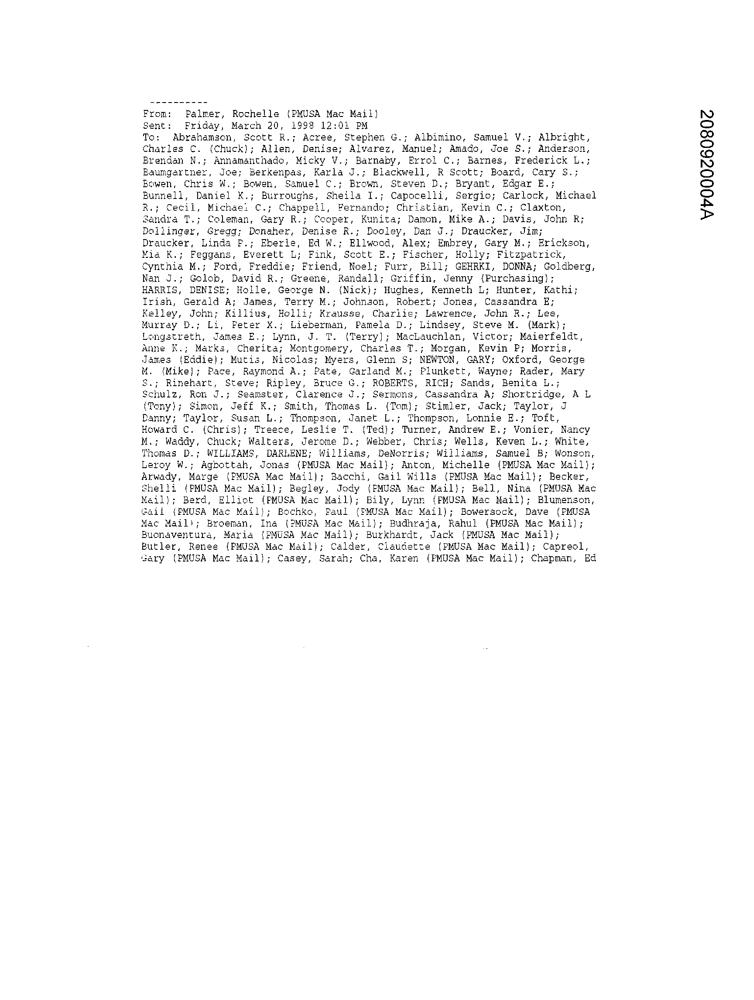 ----------
From:  Palmer, Rochelle (PMUSA Mac Mail)
Sent:  Friday, March 20, 1998 12:01 PM
To:  Abrahamson, Scott R.; Acree, Stephen G.; Albimino, Samuel V.; Albright,
Charles C. (Chuck); Allen, Denise; Alvarez, Manuel; Amado, Joe S.; Anderson,
Brendan N.; Annamanthado, Micky V.; Barnaby, Errol C.; Barnes, Frederick L.;
Baumgartner, Joe; Berkenpas, Karla J.; Blackwell, R Scott; Board, Cary S.;
Bowen, Chris W.; Bowen, Samuel C.; Brown, Steven D.; Bryant, Edgar E.;
Bunnell, Daniel K.; Burroughs, Sheila I.; Capocelli, Sergio; Carlock, Michael
R.; Cecil, Michael C.; Chappell, Fernando; Christian, Kevin C.; Claxton,
Sandra T.; Coleman, Gary R.; Cooper, Kunita; Damon, Mike A.; Davis, John R;
Dollinger, Gregg; Donaher, Denise R.; Dooley, Dan J.; Draucker, Jim;
Draucker, Linda P.; Eberle, Ed W.; Ellwood, Alex; Embrey, Gary M.; Erickson,
Mia K.; Feggans, Everett L; Fink, Scott E.; Fischer, Holly; Fitzpatrick,
Cynthia M.; Ford, Freddie; Friend, Noel; Furr, Bill; GEHRKI, DONNA; Goldberg,
Nan J.; Golob, David R.; Greene, Randall; Griffin, Jenny (Purchasing);
HARRIS, DENISE; Holle, George N. (Nick); Hughes, Kenneth L; Hunter, Kathi;
Irish, Gerald A; James, Terry M.; Johnson, Robert; Jones, Cassandra E;
Kelley, John; Killius, Holli; Krausse, Charlie; Lawrence, John R.; Lee,
Murray D.; Li, Peter X.; Lieberman, Pamela D.; Lindsey, Steve M. (Mark);
Longstreth, James E.; Lynn, J. T. (Terry); MacLauchlan, Victor; Maierfeldt,
Anne K.; Marks, Cherita; Montgomery, Charles T.; Morgan, Kevin P; Morris,
James (Eddie); Mutis, Nicolas; Myers, Glenn S; NEWTON, GARY; Oxford, George
M. (Mike); Pace, Raymond A.; Pate, Garland M.; Plunkett, Wayne; Rader, Mary
S.; Rinehart, Steve; Ripley, Bruce G.; ROBERTS, RICH; Sands, Benita L.;
Schulz, Ron J.; Seamster, Clarence J.; Sermons, Cassandra A; Shortridge, A L
(Tony); Simon, Jeff K.; Smith, Thomas L. (Tom); Stimler, Jack; Taylor, J
Danny; Taylor, Susan L.; Thompson, Janet L.; Thompson, Lonnie E.; Toft,
Howard C. (Chris); Treece, Leslie T. (Ted); Turner, Andrew E.; Vonier, Nancy
M.; Waddy, Chuck; Walters, Jerome D.; Webber, Chris; Wells, Keven L.; White,
Thomas D.; WILLIAMS, DARLENE; Williams, DeNorris; Williams, Samuel B; Wonson,
Leroy W.; Agbottah, Jonas (PMUSA Mac Mail); Anton, Michelle (PMUSA Mac Mail);
Arwady, Marge (PMUSA Mac Mail); Bacchi, Gail Wills (PMUSA Mac Mail); Becker,
Shelli (PMUSA Mac Mail); Begley, Jody (PMUSA Mac Mail); Bell, Nina (PMUSA Mac
Mail); Berd, Elliot (PMUSA Mac Mail); Bily, Lynn (PMUSA Mac Mail); Blumenson,
Gail (PMUSA Mac Mail); Bochko, Paul (PMUSA Mac Mail); Bowersock, Dave (PMUSA
Mac Mail); Broeman, Ina (PMUSA Mac Mail); Budhraja, Rahul (PMUSA Mac Mail);
Buonaventura, Maria (PMUSA Mac Mail); Burkhardt, Jack (PMUSA Mac Mail);
Butler, Renee (PMUSA Mac Mail); Calder, Claudette (PMUSA Mac Mail); Capreol,
Gary (PMUSA Mac Mail); Casey, Sarah; Cha, Karen (PMUSA Mac Mail); Chapman, Ed
2080920004A